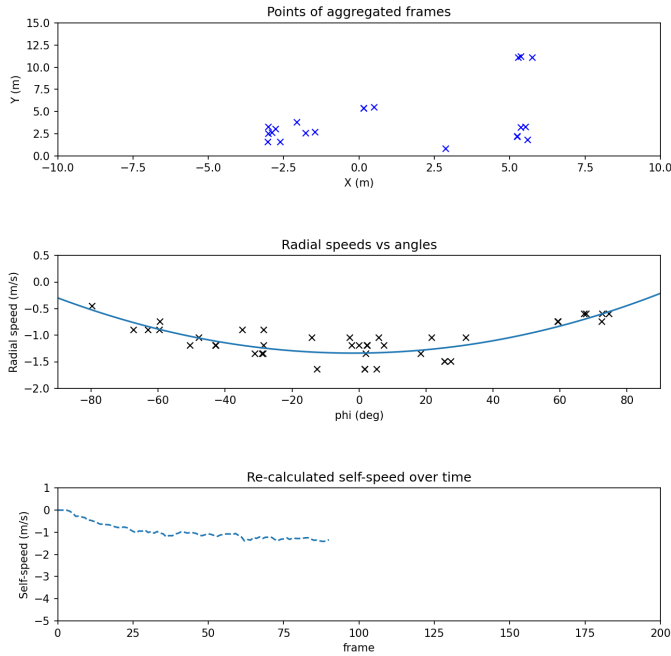 Points of aggregated frames
15.0
12.5
10.0
7.5
5.0
2.5
0.0
Y (m)
−10.0 −7.5 −5.0 −2.5 0.0 2.5 5.0 7.5 10.0
X (m)
Radial speeds vs angles
0.5
0.0
−0.5
−1.0
−1.5
−2.0
Radial speed (m/s)
−80 −60 −40 −20 0 20 40 60 80
phi (deg)
Re-calculated self-speed over time
1
0
−1
−2
−3
−4
−5
Self-speed (m/s)
0 25 50 75 100 125 150 175 200
frame